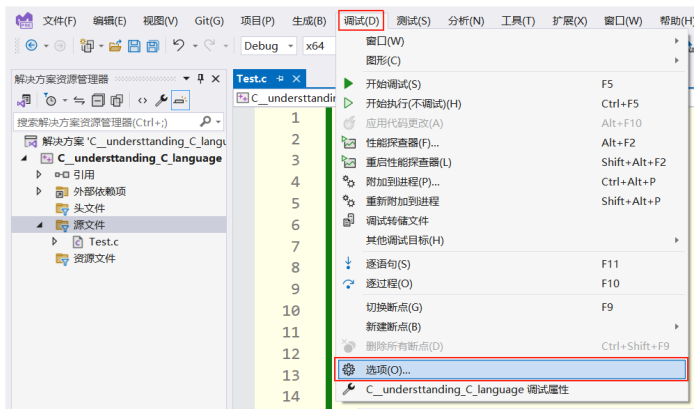 文件(F) 编辑(E) 视图(V) Git(G) 项目(P) 生成(B) 调试(D) 测试(S) 分析(N) 工具(T) 扩展(X) 窗口(W) 帮助(H)
Debug x64
解决方案资源管理器
搜索解决方案资源管理器(Ctrl+;)
解决方案 'C__understtanding_C_langu
C__understtanding_C_language
引用
外部依赖项
头文件
源文件
Test.c
资源文件
Test.c
C__understtandin
1
2
3
4
5
6
7
8
9
10
11
12
13
14
窗口(W)
图形(C)
开始调试(S) F5
开始执行(不调试)(H) Ctrl+F5
应用代码更改(A) Alt+F10
性能探查器(F)... Alt+F2
重启性能探查器(L) Shift+Alt+F2
附加到进程(P)... Ctrl+Alt+P
重新附加到进程 Shift+Alt+P
调试转储文件
其他调试目标(H)
逐语句(S) F11
逐过程(O) F10
切换断点(G) F9
新建断点(B)
删除所有断点(D) Ctrl+Shift+F9
选项(O)...
C__understtanding_C_language 调试属性